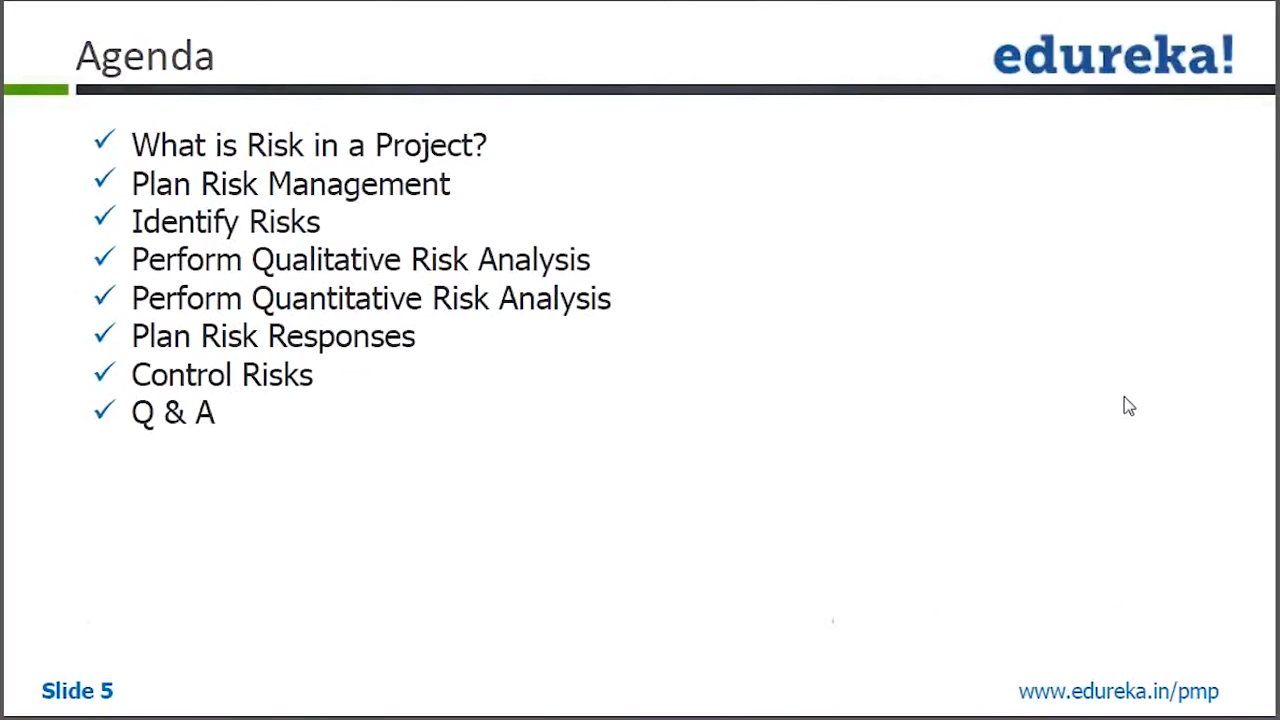 Agenda
edureka!
✓ What is Risk in a Project?
✓ Plan Risk Management
✓ Identify Risks
✓ Perform Qualitative Risk Analysis
✓ Perform Quantitative Risk Analysis
✓ Plan Risk Responses
✓ Control Risks
✓ Q & A
Slide 5
www.edureka.in/pmp